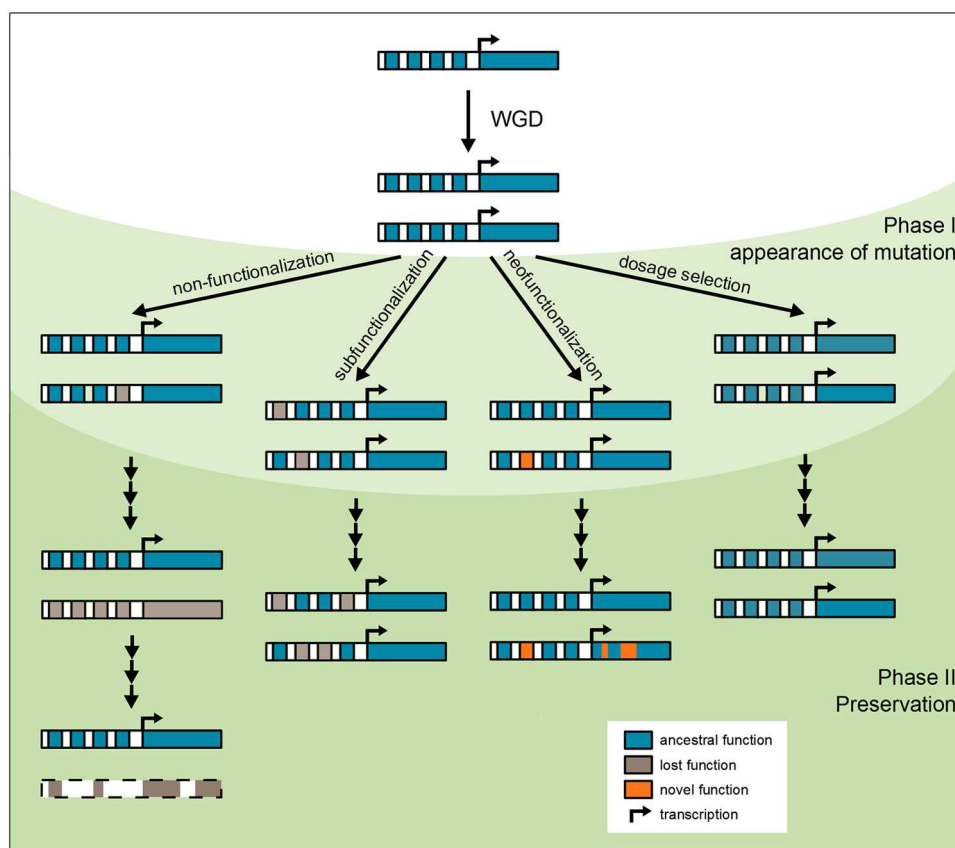 WGD
Phase I
appearance of mutation
non-functionalization
subfunctionalization
neofunctionalization
dosage selection
Phase II
Preservation
ancestral function
lost function
novel function
transcription